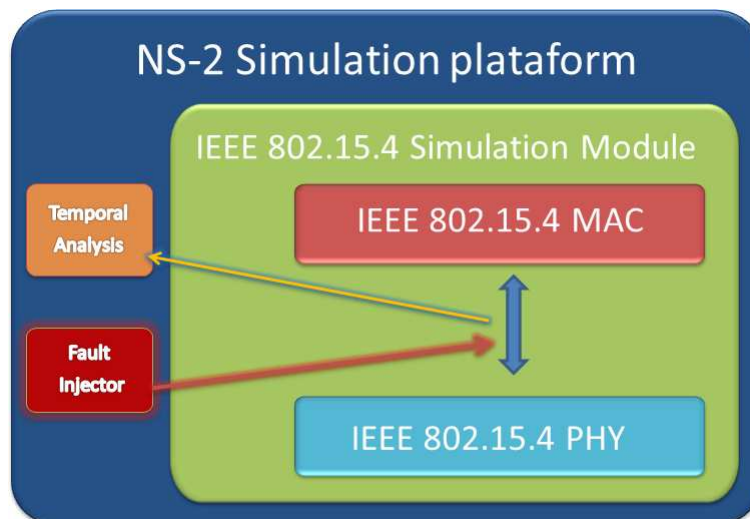 NS-2 Simulation plataform
IEEE 802.15.4 Simulation Module
IEEE 802.15.4 MAC
Temporal
Analysis
Fault
Injector
IEEE 802.15.4 PHY